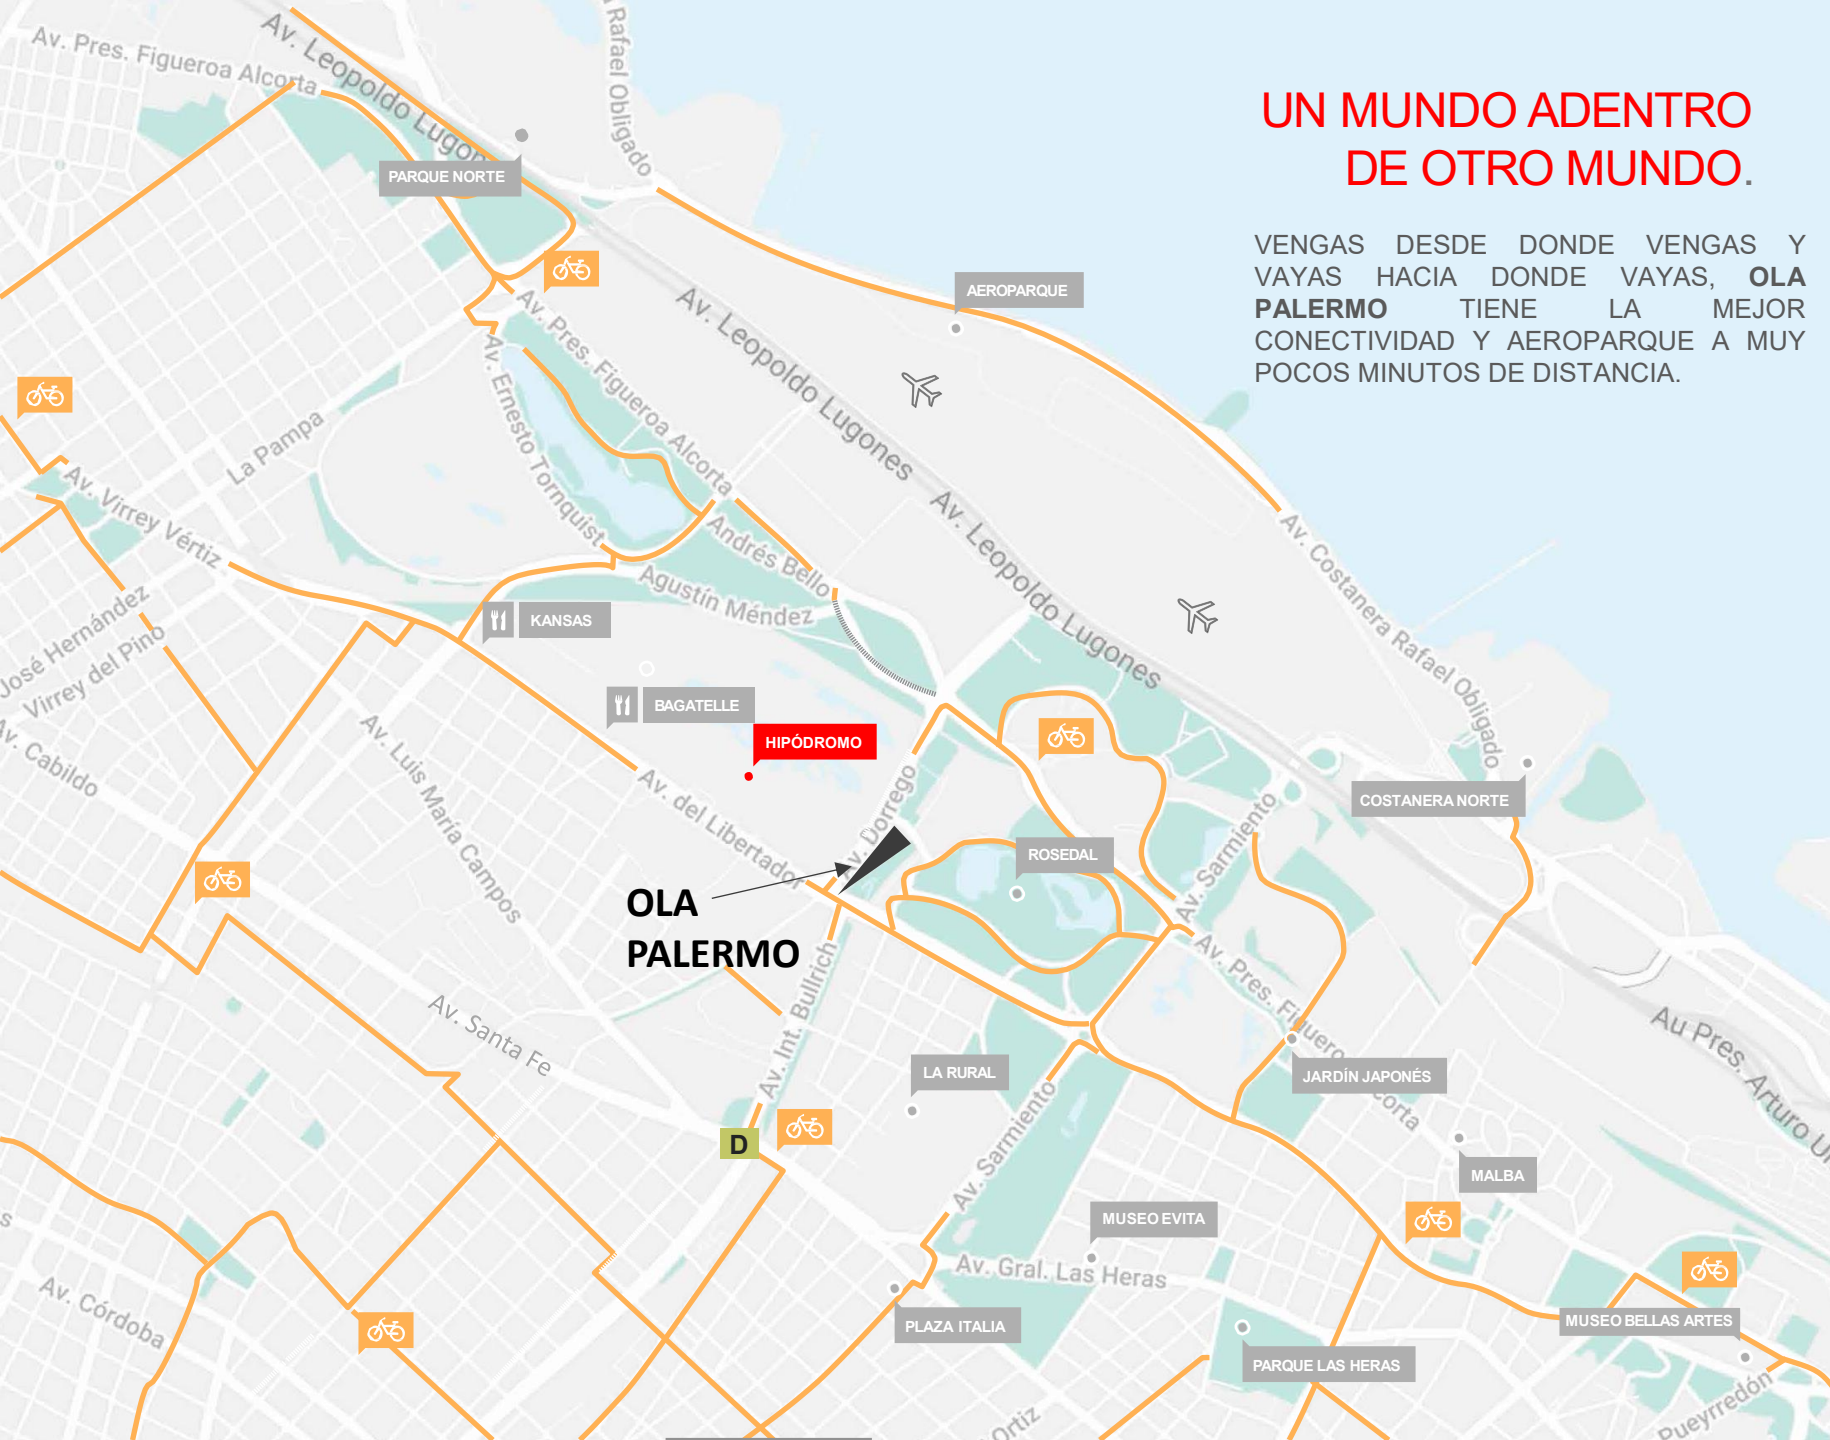 UN MUNDO ADENTRO
DE OTRO MUNDO.
VENGAS DESDE DONDE VENGAS Y
VAYAS HACIA DONDE VAYAS, OLA
PALERMO TIENE LA MEJOR
CONECTIVIDAD Y AEROPARQUE A MUY
POCOS MINUTOS DE DISTANCIA.
Av. Leopoldo Lugon
Av. Pres. Figueroa Alcorta
Rafael Obligado
PARQUE NORTE
AEROPARQUE
Av. Pres. Figueroa Alcorta
Av. Leopoldo Lugones
Av. Ernesto Tornquist
La Pampa
Av. Virrey Vértiz
Andrés Bello
Av. Leopoldo Lugones
Av. Costanera Rafael Obligado
Agustín Méndez
José Hernández
Virrey del Pino
KANSAS
BAGATELLE
HIPÓDROMO
Av. Cabildo
Av. Luis María Campos
Av. del Libertador
Av. Dorrego
COSTANERA NORTE
ROSEDAL
Av. Sarmiento
OLA
PALERMO
Av. Int. Bullrich
Av. Pres. Figuero
corta
Av. Santa Fe
Au Pres. Arturo
LA RURAL
JARDÍN JAPONÉS
Av. Sarmiento
D
MALBA
MUSEO EVITA
Av. Gral. Las Heras
Av. Córdoba
PLAZA ITALIA
MUSEO BELLAS ARTES
PARQUE LAS HERAS
Pueyrredón
Ortiz